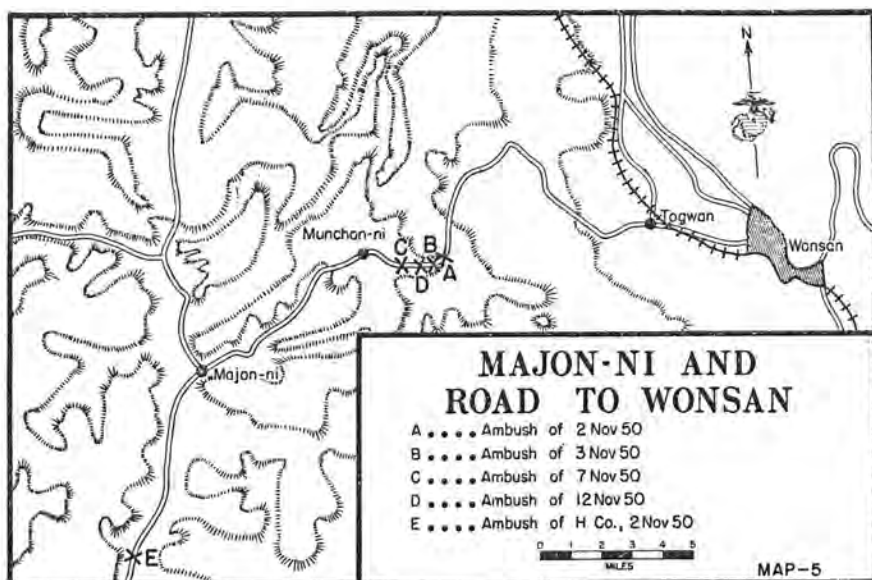 N
Togwan
Wonsan
Munchon-ni
C
B
D
A
Majon-ni
E
MAJON-NI AND
ROAD TO WONSAN
A .... Ambush of 2 Nov 50
B .... Ambush of 3 Nov 50
C .... Ambush of 7 Nov 50
D .... Ambush of 12 Nov 50
E .... Ambush of H Co., 2 Nov 50
0 1 2 3 4 5
MILES
MAP-5